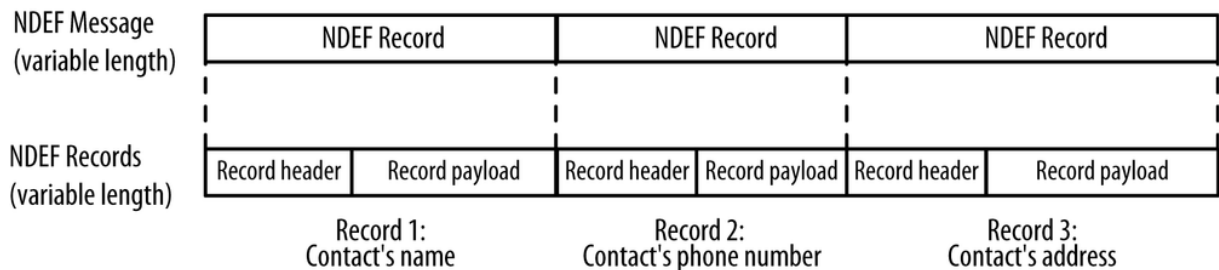 NDEF Message
(variable length)
NDEF Record NDEF Record NDEF Record
NDEF Records
(variable length)
Record header Record payload Record header Record payload Record header Record payload
Record 1:
Contact's name
Record 2:
Contact's phone number
Record 3:
Contact's address